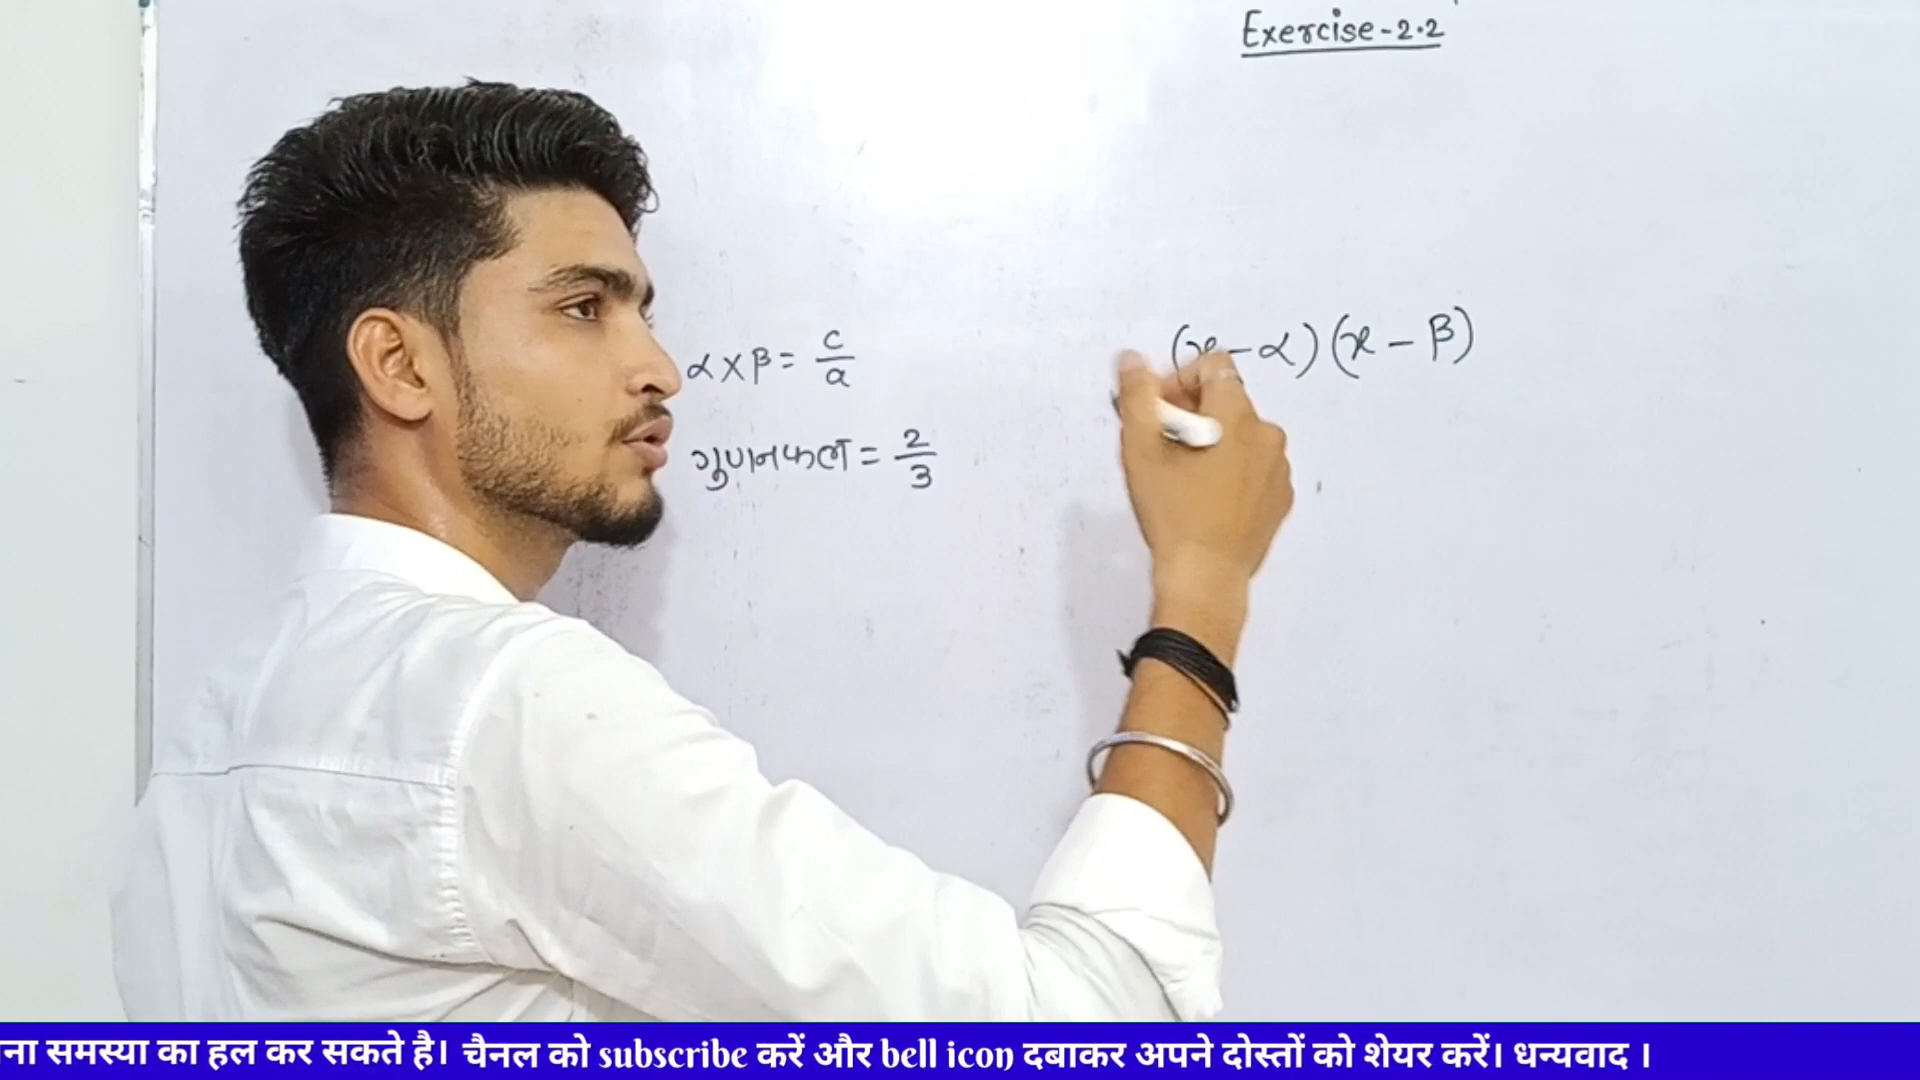 Exercise-2.2
α x β = c/a
(x-α)(x-β)
गुणनफल = 2/3
ना समस्या का हल कर सकते है। चैनल को subscribe करें और bell icon दबाकर अपने दोस्तों को शेयर करें। धन्यवाद ।